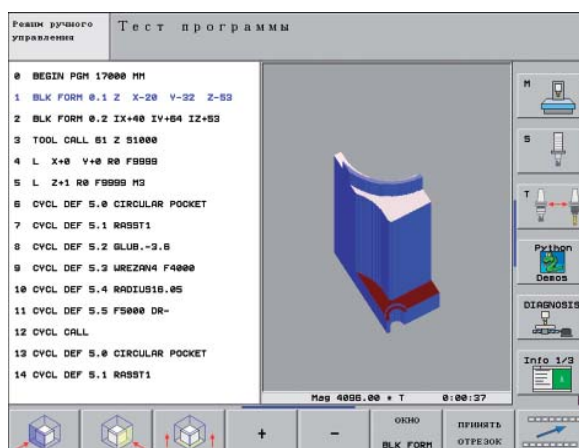 Режим ручного
управления
Тест программы
0 BEGIN PGM 17000 MM
1 BLK FORM 0.1 Z X-20 Y-32 Z-53
2 BLK FORM 0.2 IX+40 IY+64 IZ+53
3 TOOL CALL 61 Z S1000
4 L X+0 Y+0 R0 F9999
5 L Z+1 R0 F9999 M3
6 CYCL DEF 5.0 CIRCULAR POCKET
7 CYCL DEF 5.1 RASST1
8 CYCL DEF 5.2 GLUB.-3.6
9 CYCL DEF 5.3 WREZAN4 F4000
10 CYCL DEF 5.4 RADIUS16.05
11 CYCL DEF 5.5 F5000 DR-
12 CYCL CALL
13 CYCL DEF 5.0 CIRCULAR POCKET
14 CYCL DEF 5.1 RASST1
Mag 4096.00 * T 0:00:37
M
S
T
Python
Demos
DIAGNOSIS
Info 1/3
+
-
ОКНО
BLK FORM
ПРИНЯТЬ
ОТРЕЗОК